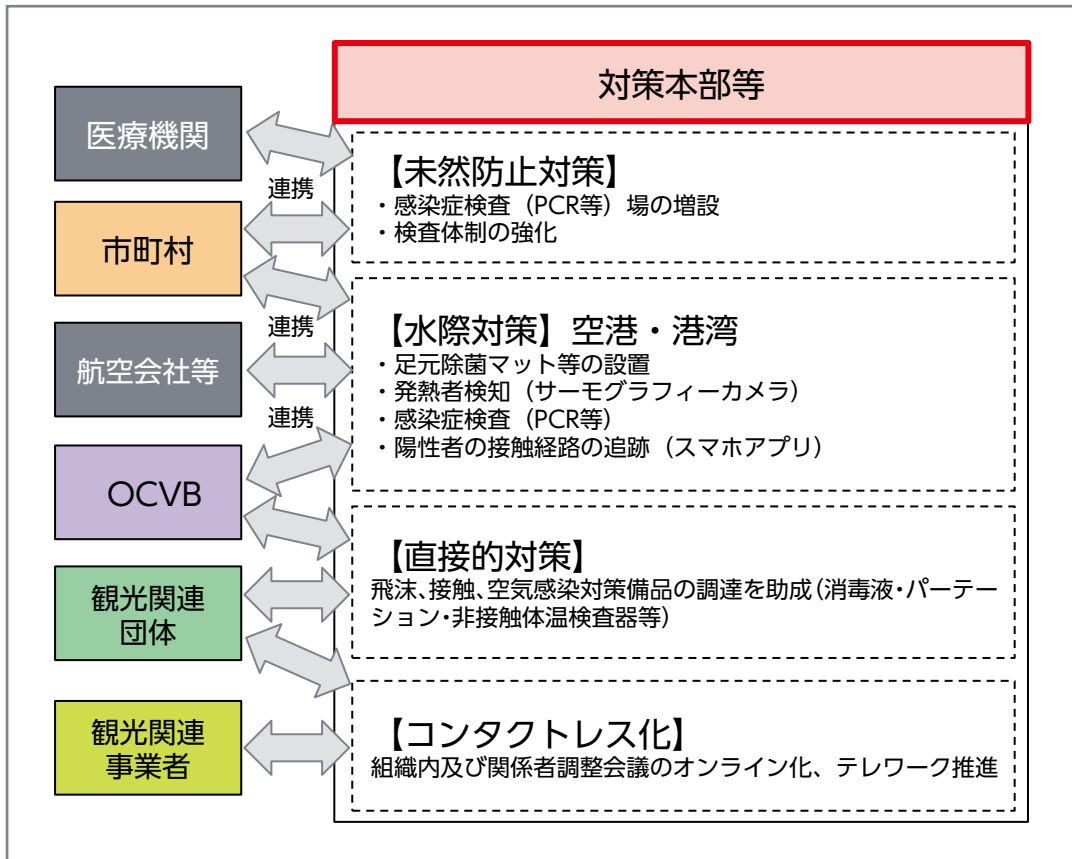 対策本部等
医療機関
連携
市町村
連携
航空会社等
連携
OCVB
観光関連
団体
観光関連
事業者
【未然防止対策】
・感染症検査（PCR等）場の増設
・検査体制の強化
【水際対策】空港・港湾
・足元除菌マット等の設置
・発熱者検知（サーモグラフィーカメラ）
・感染症検査（PCR等）
・陽性者の接触経路の追跡（スマホアプリ）
【直接的対策】
飛沫、接触、空気感染対策備品の調達を助成（消毒液・パーテー
ション・非接触体温検査器等）
【コンタクトレス化】
組織内及び関係者調整会議のオンライン化、テレワーク推進